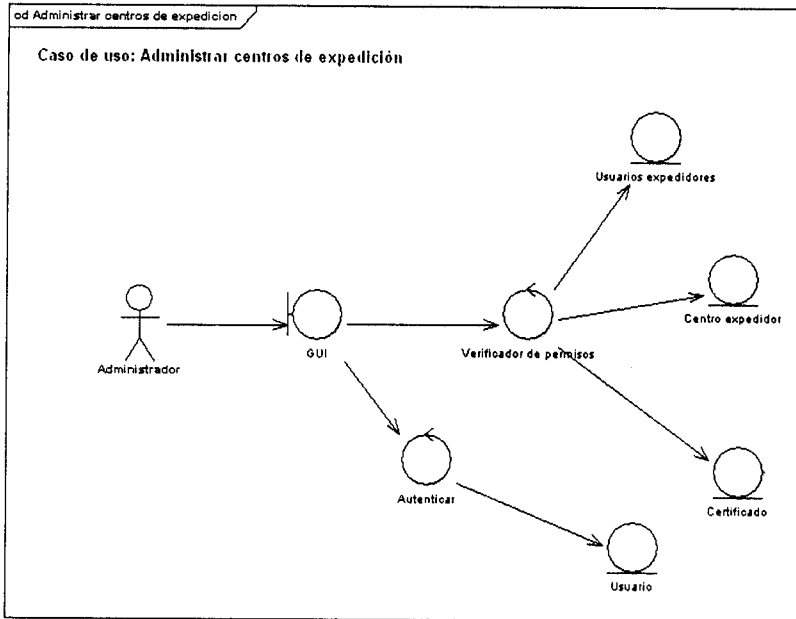 od Administrar centros de expedicion
Caso de uso: Administrar centros de expedición
Usuarios expedidores
Centro expedidor
Administrador
GUI
Verificador de permisos
Autenticar
Certificado
Usuario